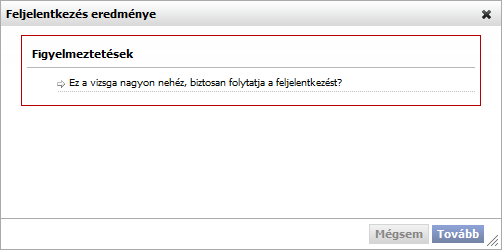 Feljelentkezés eredménye
Figyelmeztetések
Ez a vizsga nagyon nehéz, biztosan folytatja a feljelentkezést?
Mégsem
Tovább